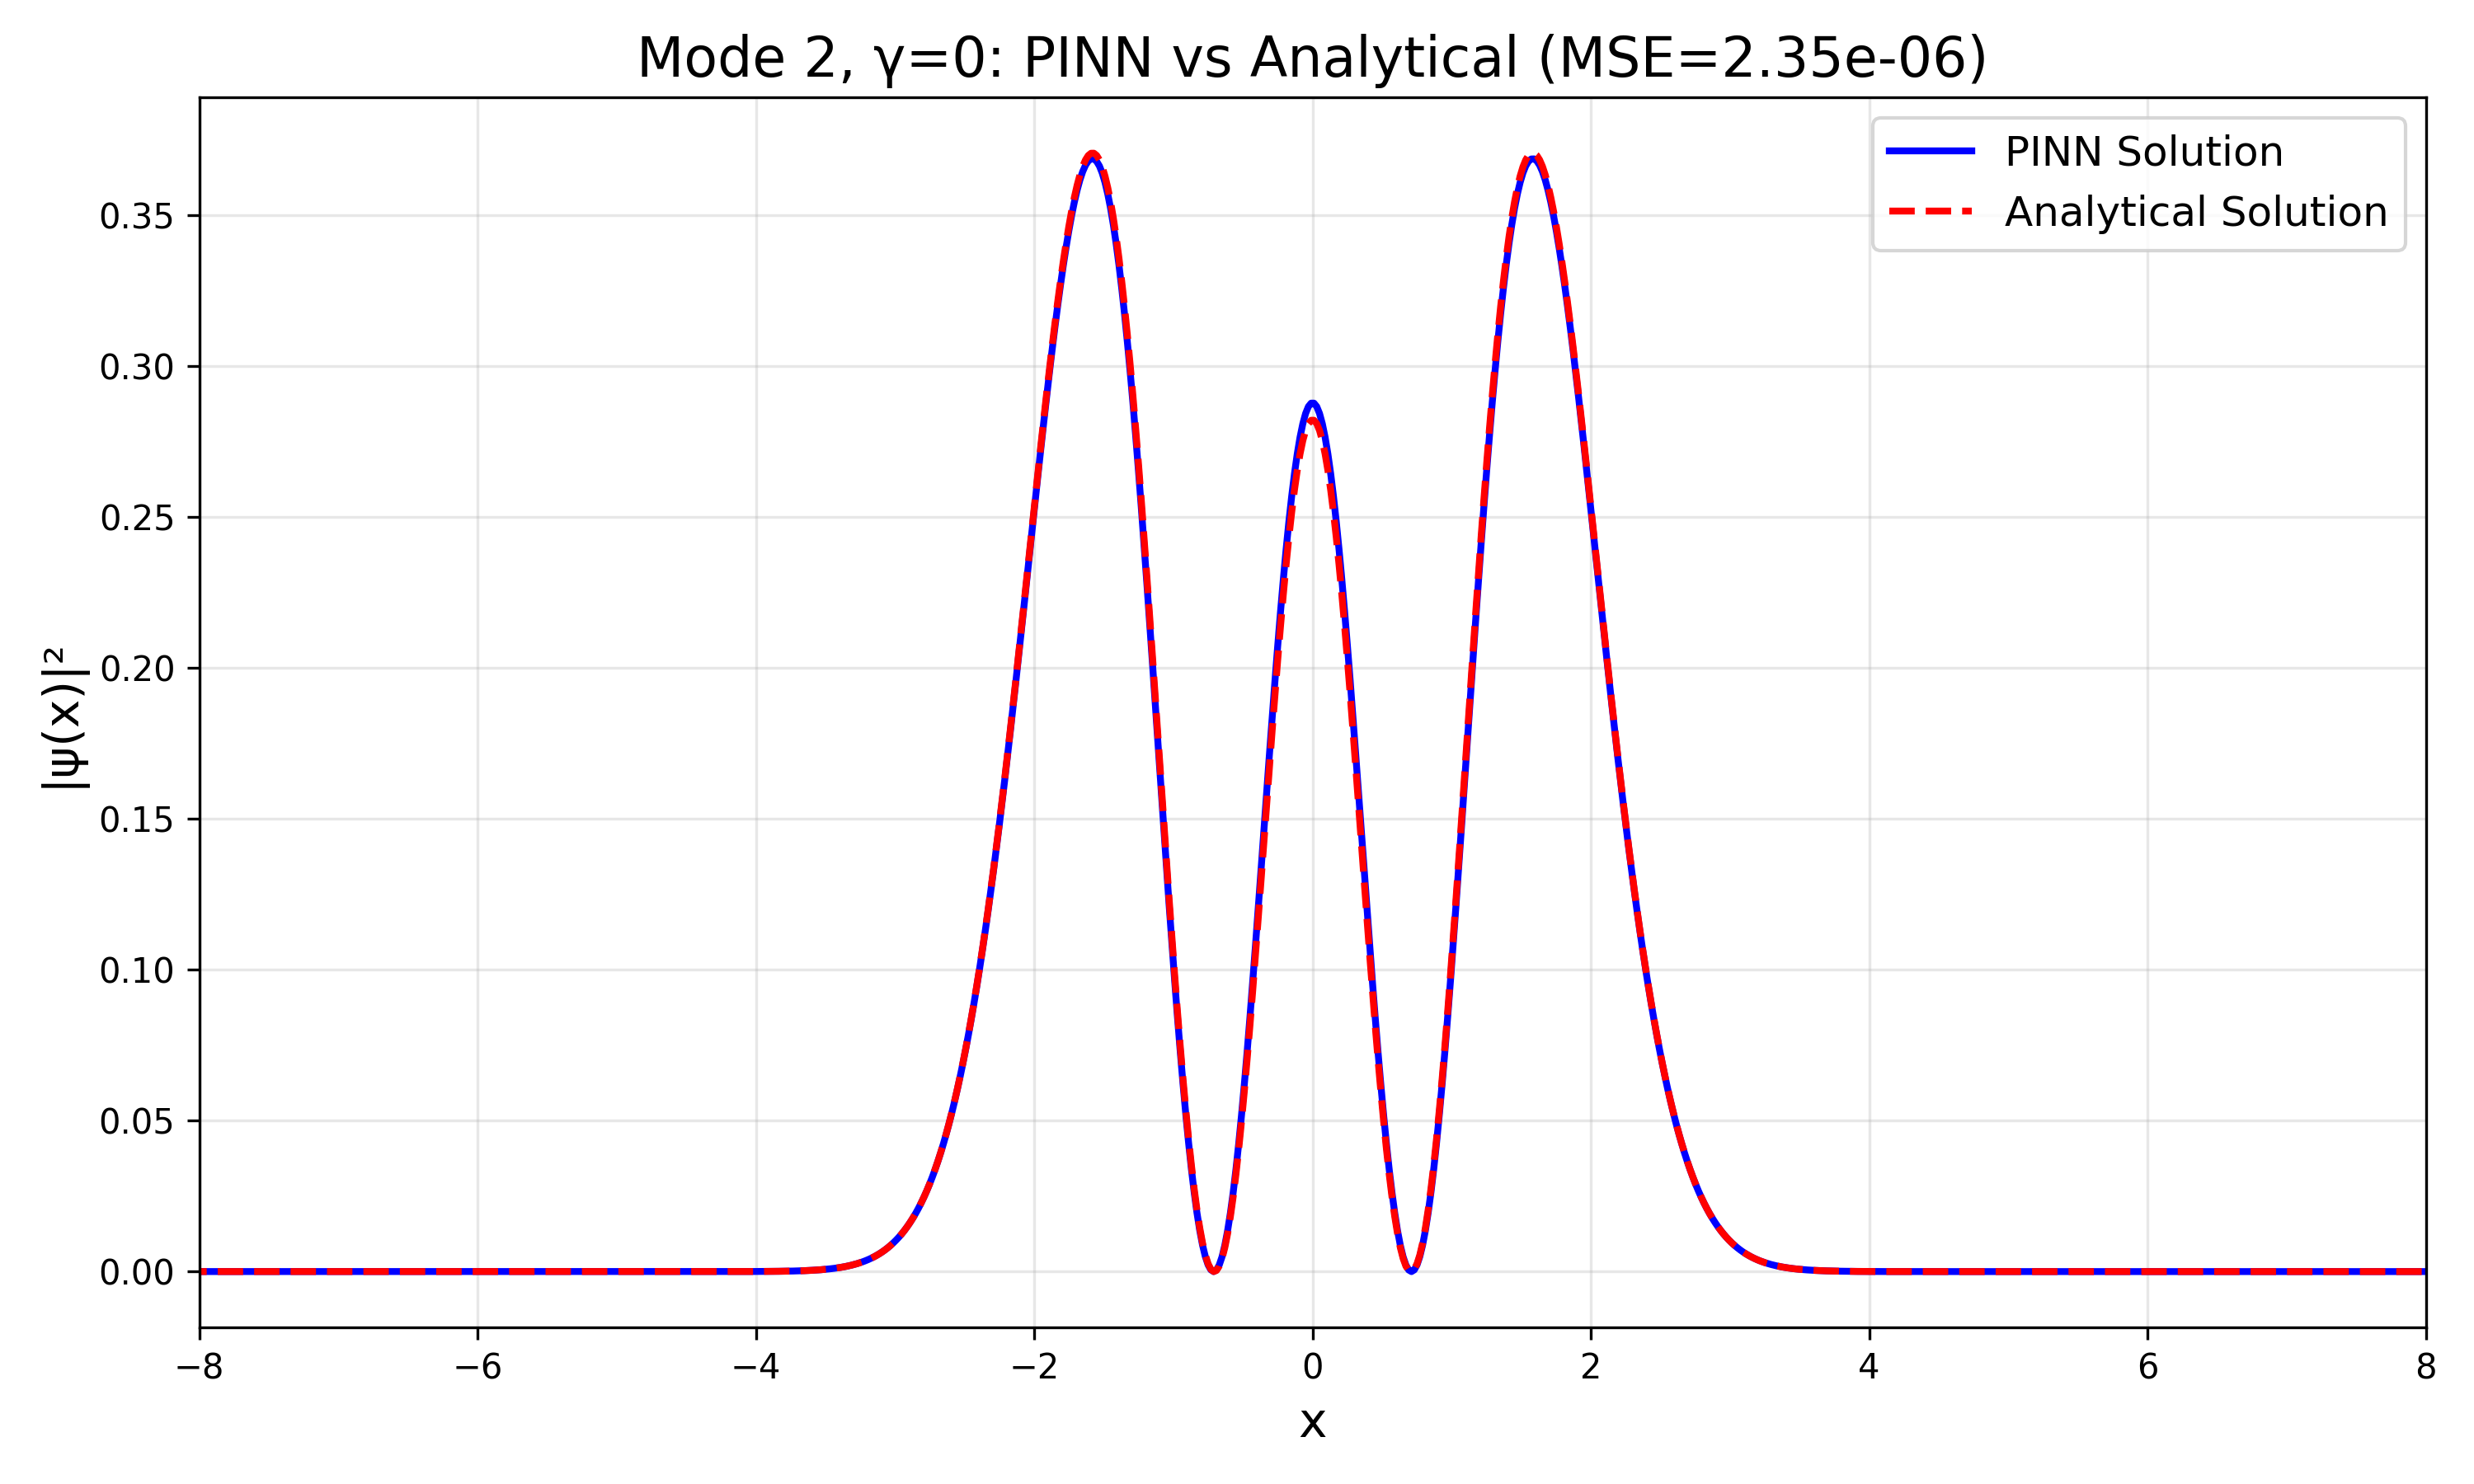 Mode 2, γ=0: PINN vs Analytical (MSE=2.35e-06)
PINN Solution
Analytical Solution
|ψ(x)|²
0.35
0.30
0.25
0.20
0.15
0.10
0.05
0.00
−8 −6 −4 −2 0 2 4 6 8
x